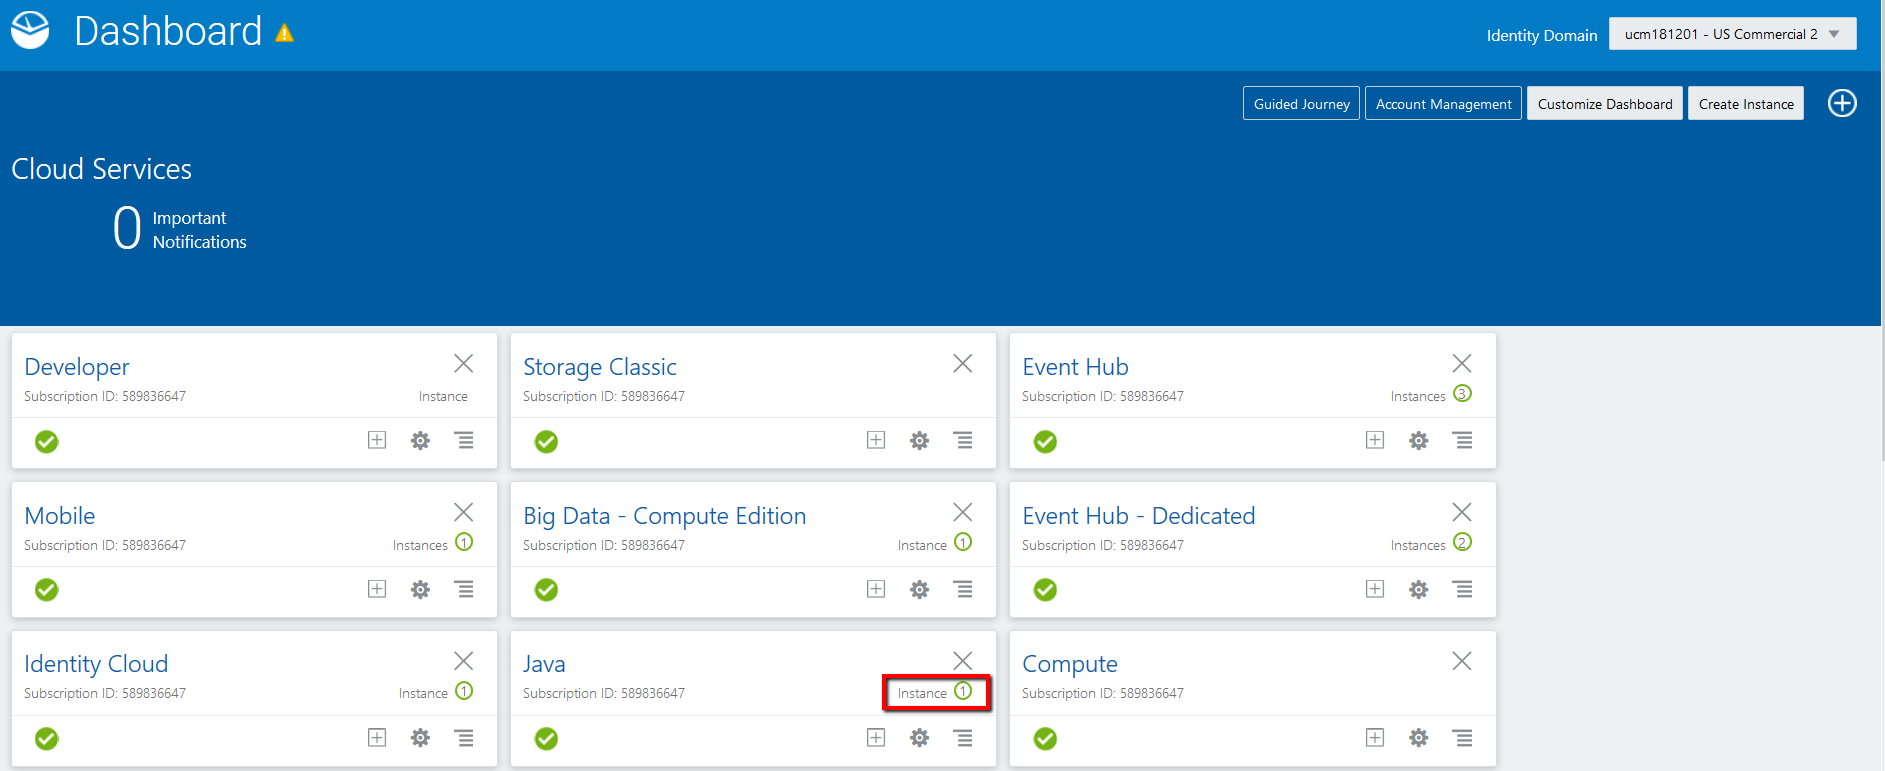 Dashboard
Identity Domain
ucm181201 - US Commercial 2
Guided Journey
Account Management
Customize Dashboard
Create Instance
Cloud Services
0
Important
Notifications
Developer
Subscription ID: 589836647
Instance
Storage Classic
Subscription ID: 589836647
Event Hub
Subscription ID: 589836647
Instances 3
Mobile
Subscription ID: 589836647
Instances 1
Big Data - Compute Edition
Subscription ID: 589836647
Instance 1
Event Hub - Dedicated
Subscription ID: 589836647
Instances 2
Identity Cloud
Subscription ID: 589836647
Instance 1
Java
Subscription ID: 589836647
Instance 1
Compute
Subscription ID: 589836647